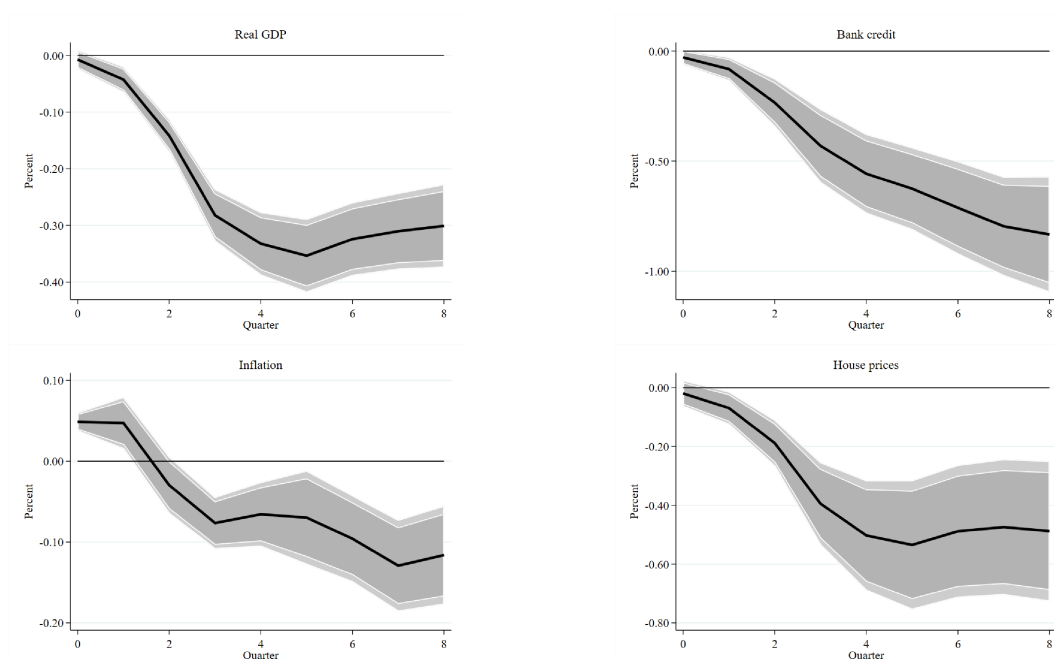 Real GDP
0.00
-0.10
-0.20
-0.30
-0.40
Percent
0 2 4 6 8
Quarter
Bank credit
0.00
-0.50
-1.00
Percent
0 2 4 6 8
Quarter
Inflation
0.10
0.00
-0.10
-0.20
Percent
0 2 4 6 8
Quarter
House prices
0.00
-0.20
-0.40
-0.60
-0.80
Percent
0 2 4 6 8
Quarter